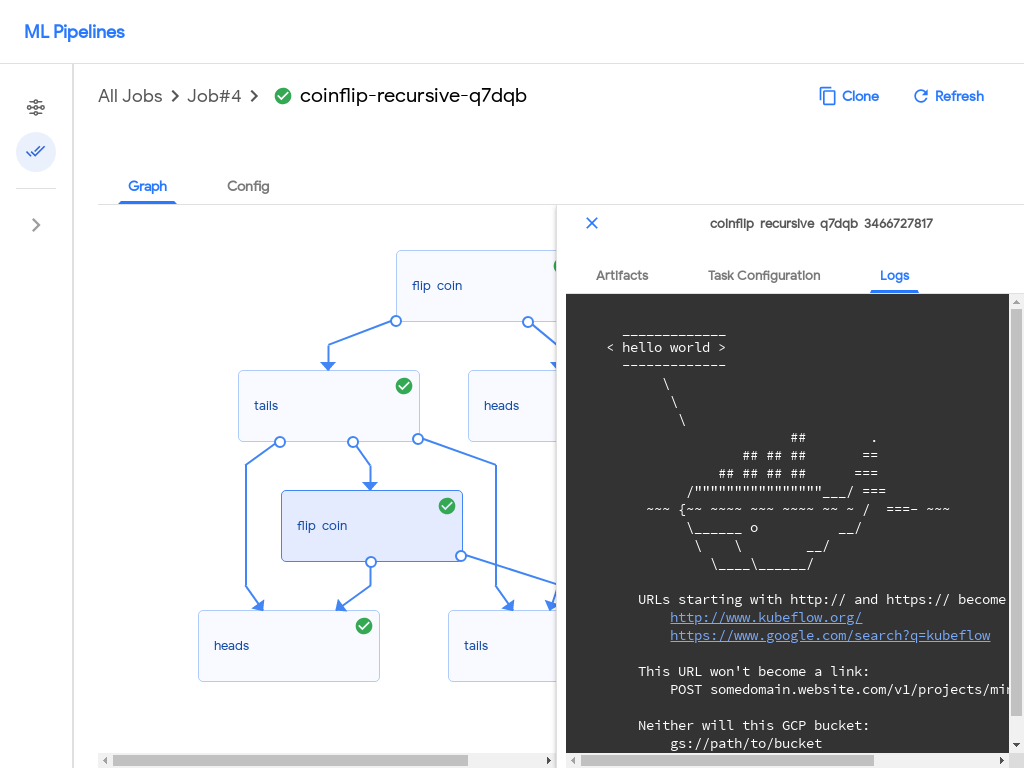 ML Pipelines
All Jobs > Job#4 > coinflip-recursive-q7dqb
Clone
Refresh
Graph
Config
flip coin
tails
heads
flip coin
heads
tails
coinflip recursive q7dqb 3466727817
Artifacts
Task Configuration
Logs
_____________
< hello world >
-------------
\
\
\
## .
## ## ## ==
## ## ## ## ===
/""""""""""""""""___/ ===
~~~ {~~ ~~~~ ~~~ ~~~~ ~~ ~ / ===- ~~~
\______ o __/
\ \ __/
\____\______/
URLs starting with http:// and https:// become
http://www.kubeflow.org/
https://www.google.com/search?q=kubeflow
This URL won't become a link:
POST somedomain.website.com/v1/projects/min
Neither will this GCP bucket:
gs://path/to/bucket